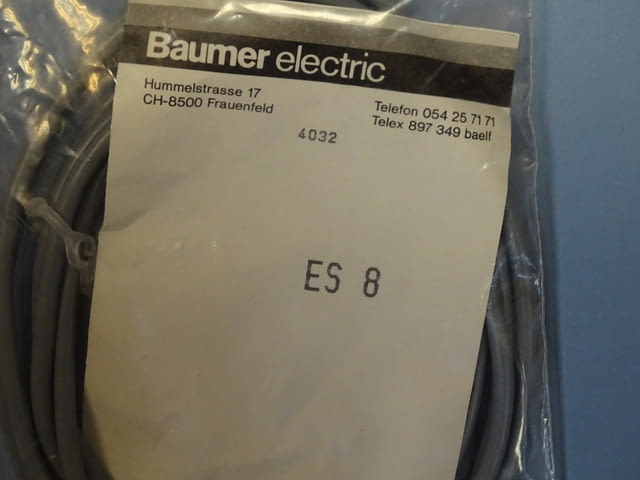 Baumer electric
Hummelstrasse 17
CH-8500 Frauenfeld
Telefon 054 25 71 71
Telex 897 349 baelf
4032
ES 8